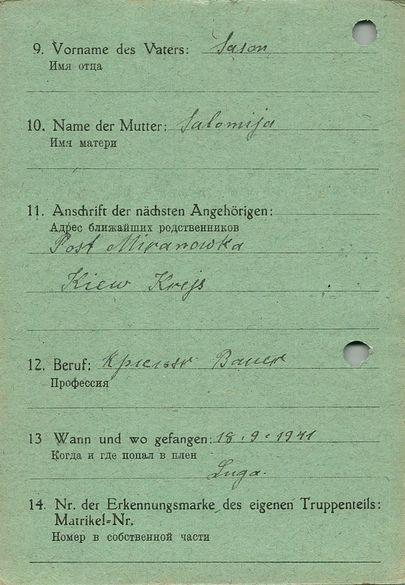 9. Vorname des Vaters: Sason
Имя отца
10. Name der Mutter: Salomija
Имя матери
11. Anschrift der nächsten Angehörigen:
Адрес ближайших родственников
Post Miranowka
Kiew Krejs
12. Beruf: Bauer
Профессия
13 Wann und wo gefangen: 18.9.1941
Когда и где попал в плен
Luga.
14. Nr. der Erkennungsmarke des eigenen Truppenteils:
Matrikel-Nr.
Номер в собственной части